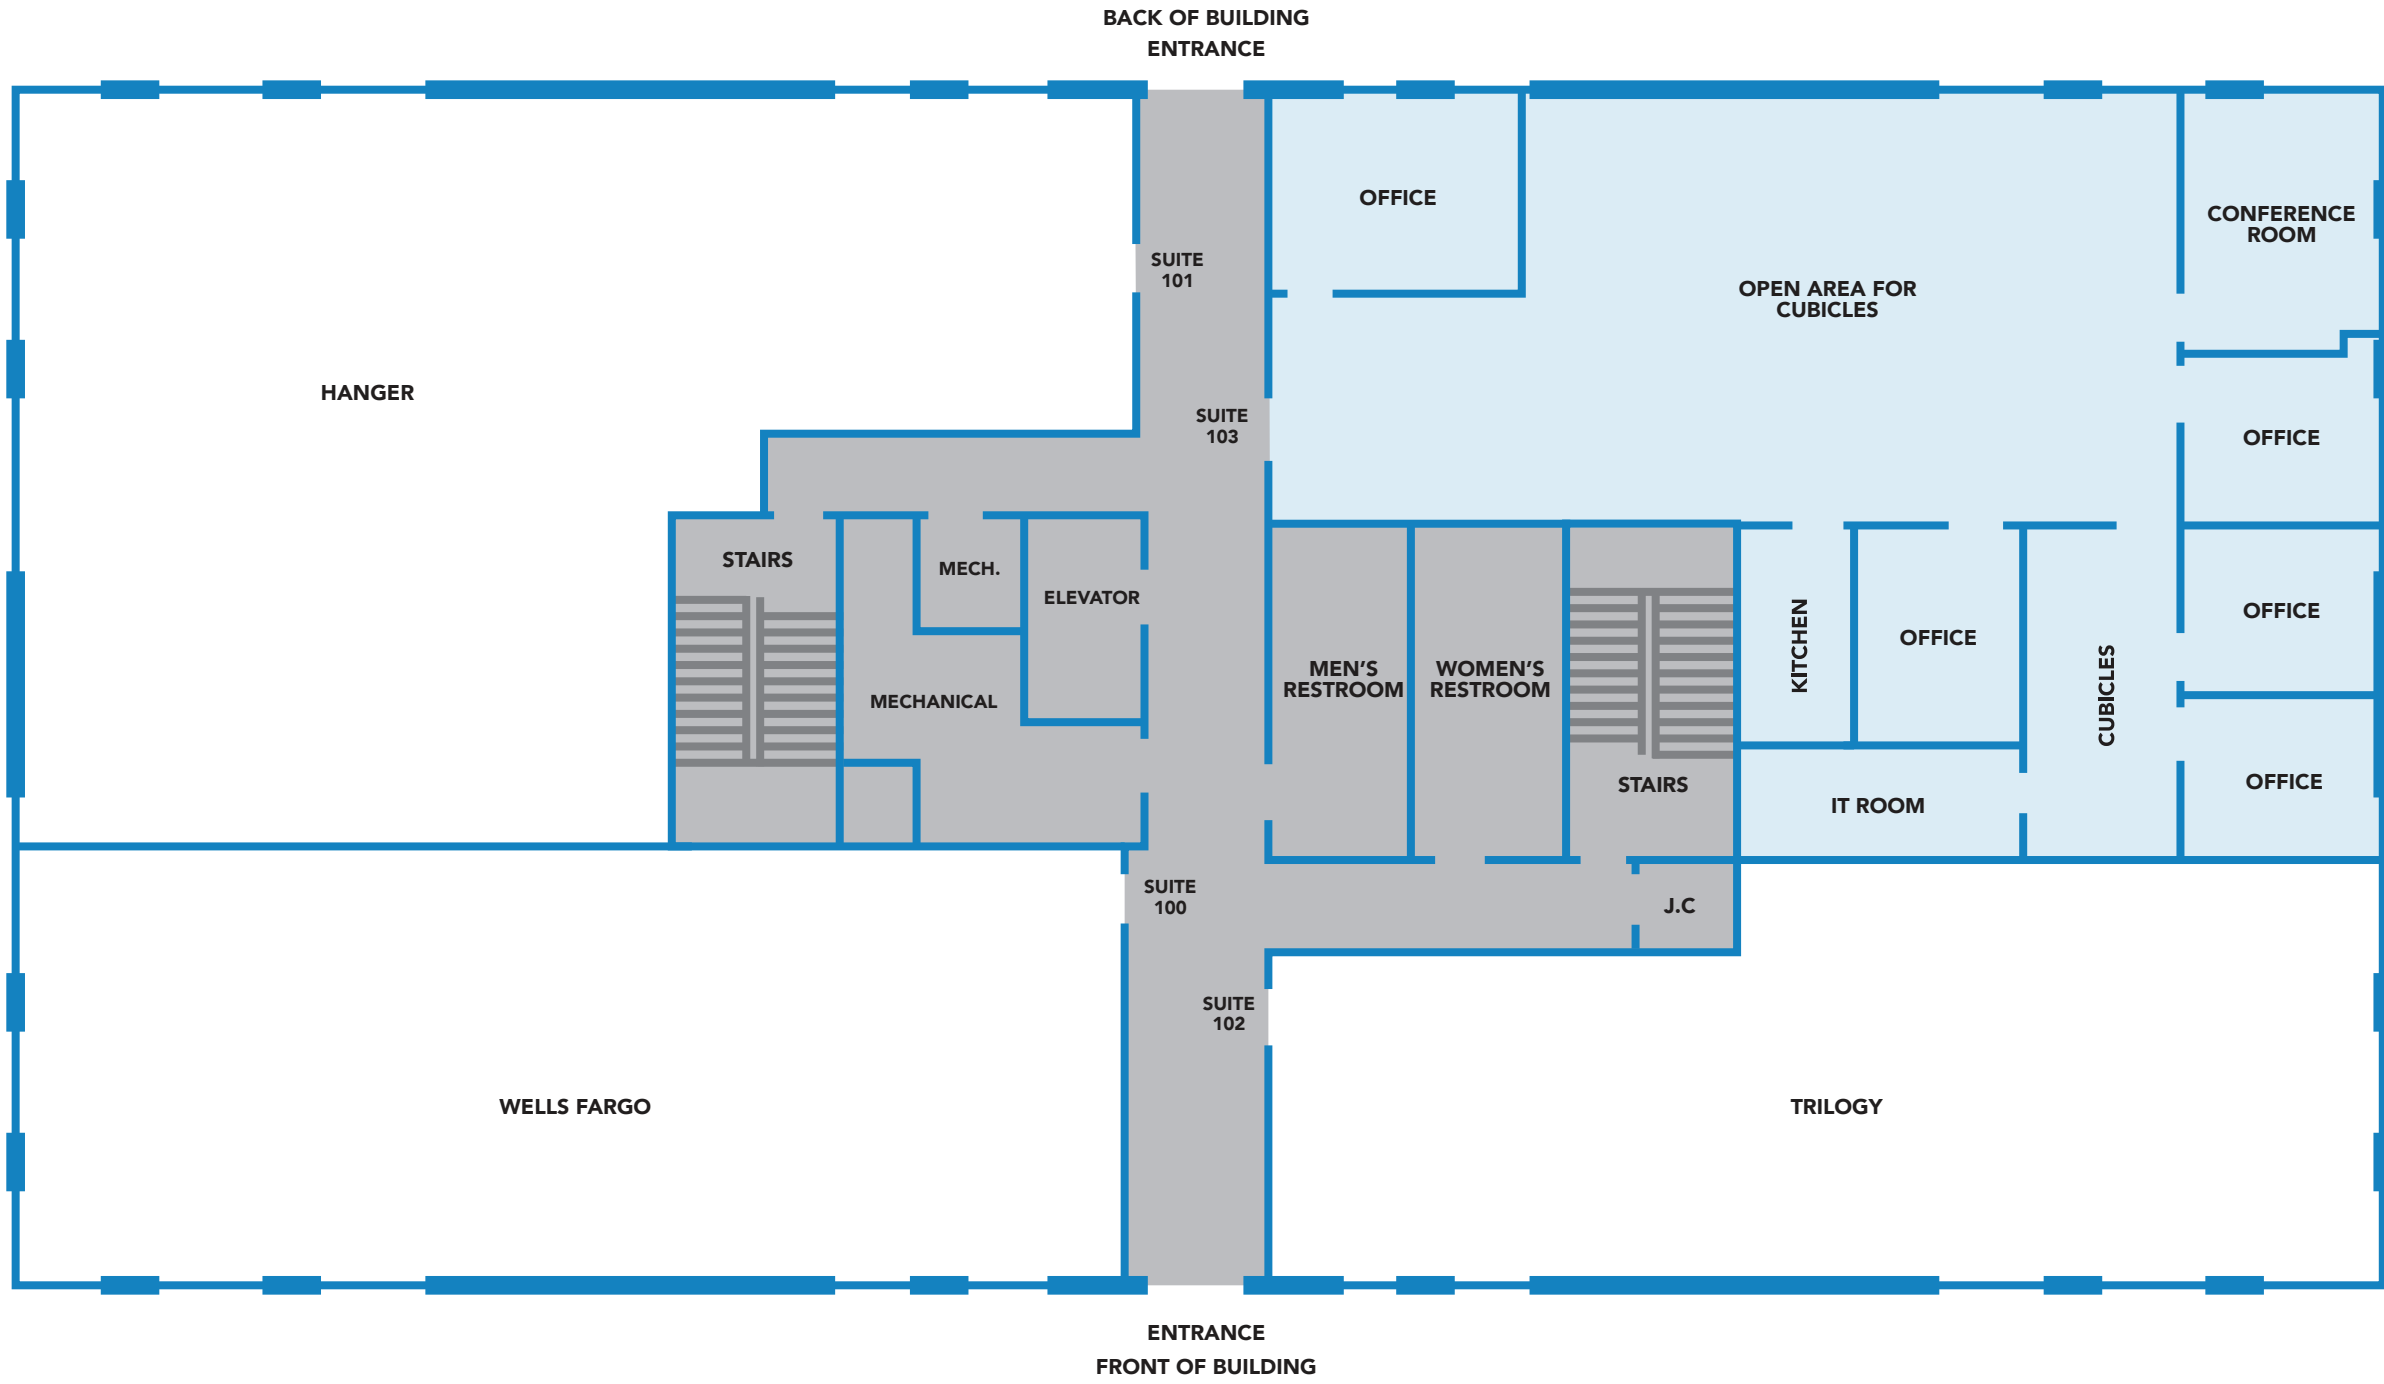 BACK OF BUILDING
ENTRANCE
OFFICE
CONFERENCE
ROOM
SUITE
101
OPEN AREA FOR
CUBICLES
HANGER
SUITE
103
OFFICE
STAIRS
MECH.
ELEVATOR
OFFICE
KITCHEN
OFFICE
CUBICLES
MEN'S
RESTROOM
WOMEN'S
RESTROOM
MECHANICAL
STAIRS
IT ROOM
OFFICE
SUITE
100
J.C
SUITE
102
WELLS FARGO
TRILOGY
ENTRANCE
FRONT OF BUILDING